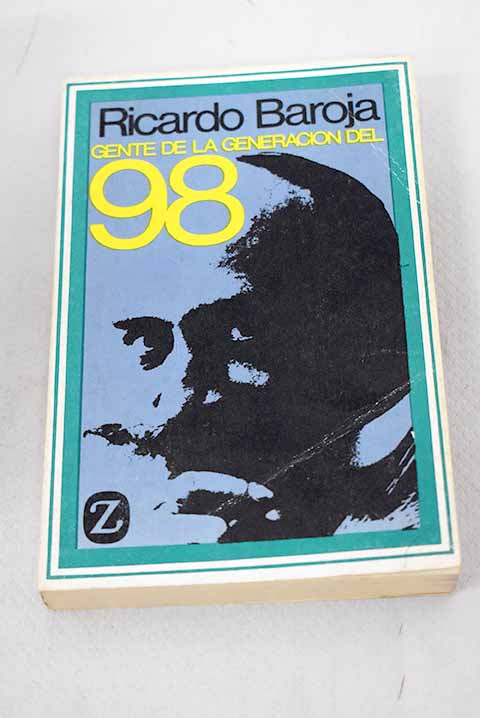 Ricardo Baroja
GENTE DE LA GENERACION DEL
98
Z